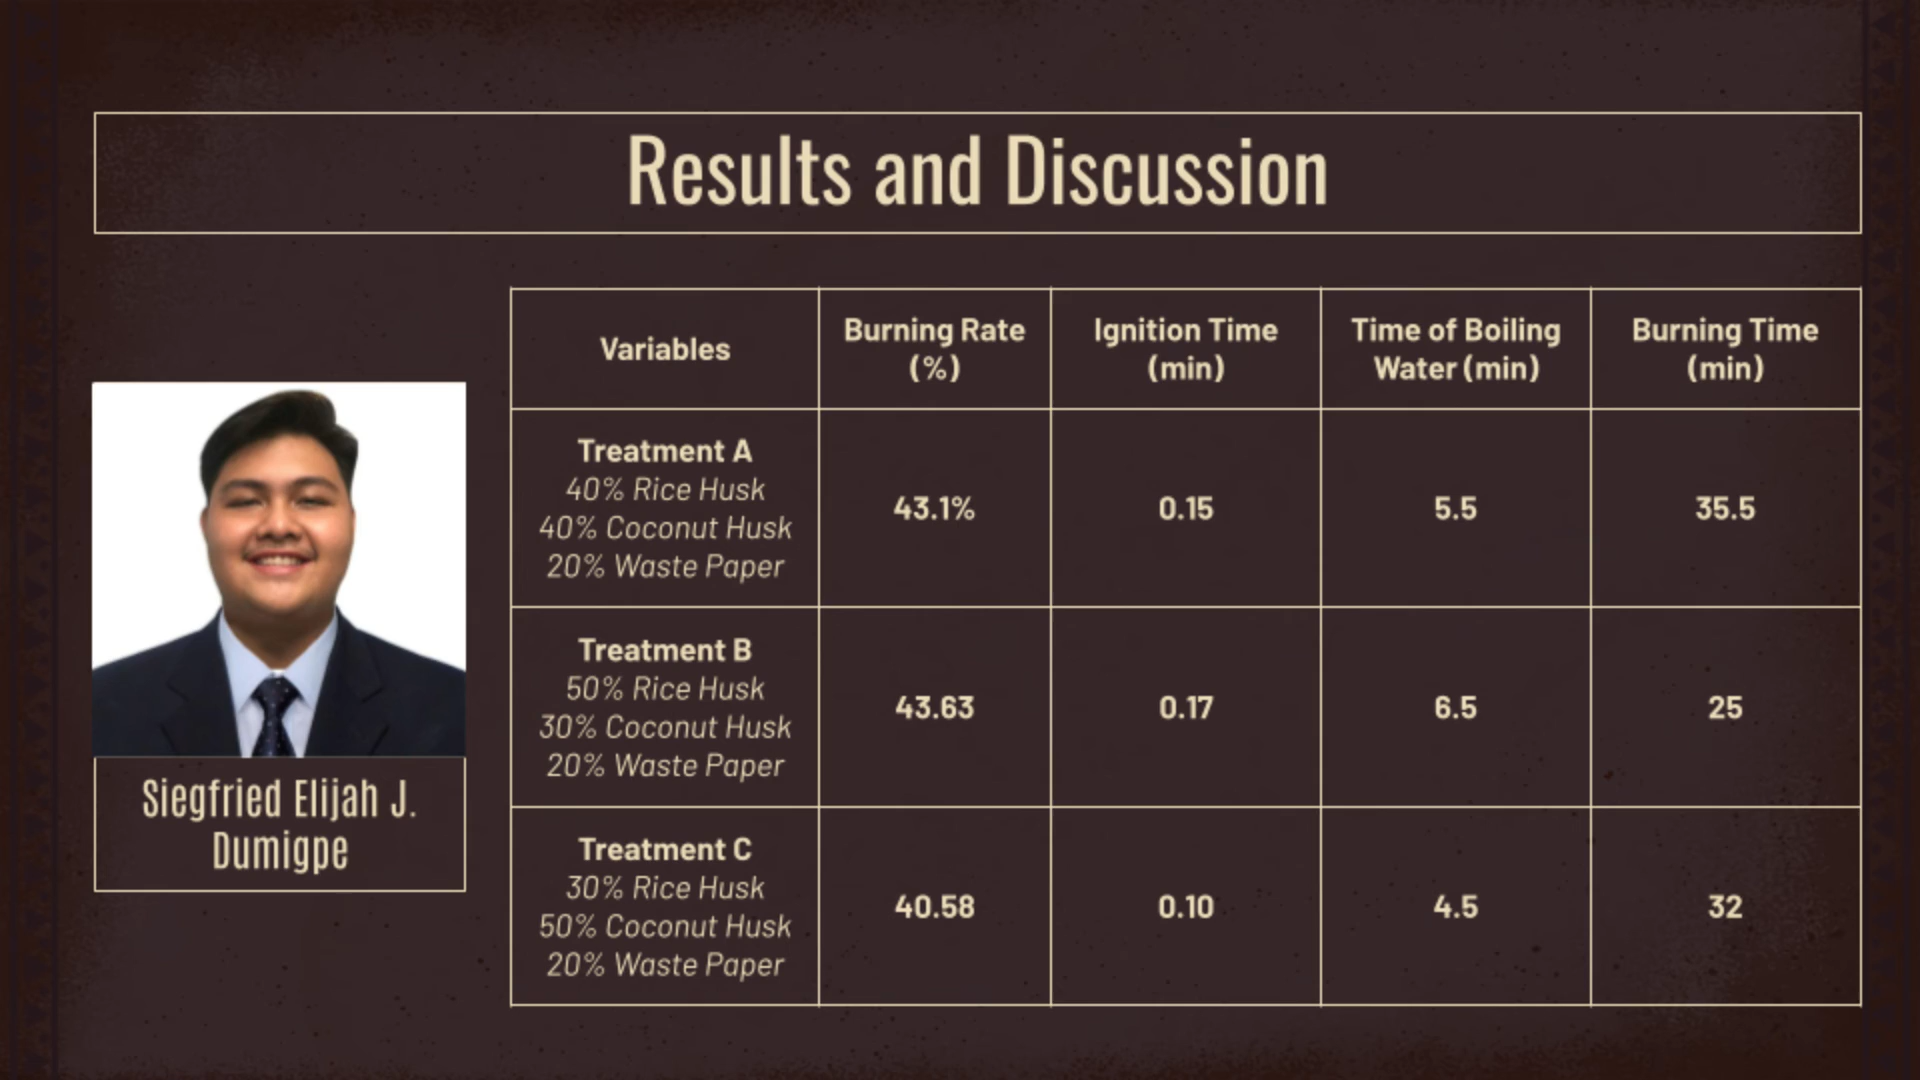 Results and Discussion
Siegfried Elijah J.
Dumigpe
Variables
Burning Rate
(%)
Ignition Time
(min)
Time of Boiling
Water (min)
Burning Time
(min)
Treatment A
40% Rice Husk
40% Coconut Husk
20% Waste Paper
43.1%
0.15
5.5
35.5
Treatment B
50% Rice Husk
30% Coconut Husk
20% Waste Paper
43.63
0.17
6.5
25
Treatment C
30% Rice Husk
50% Coconut Husk
20% Waste Paper
40.58
0.10
4.5
32